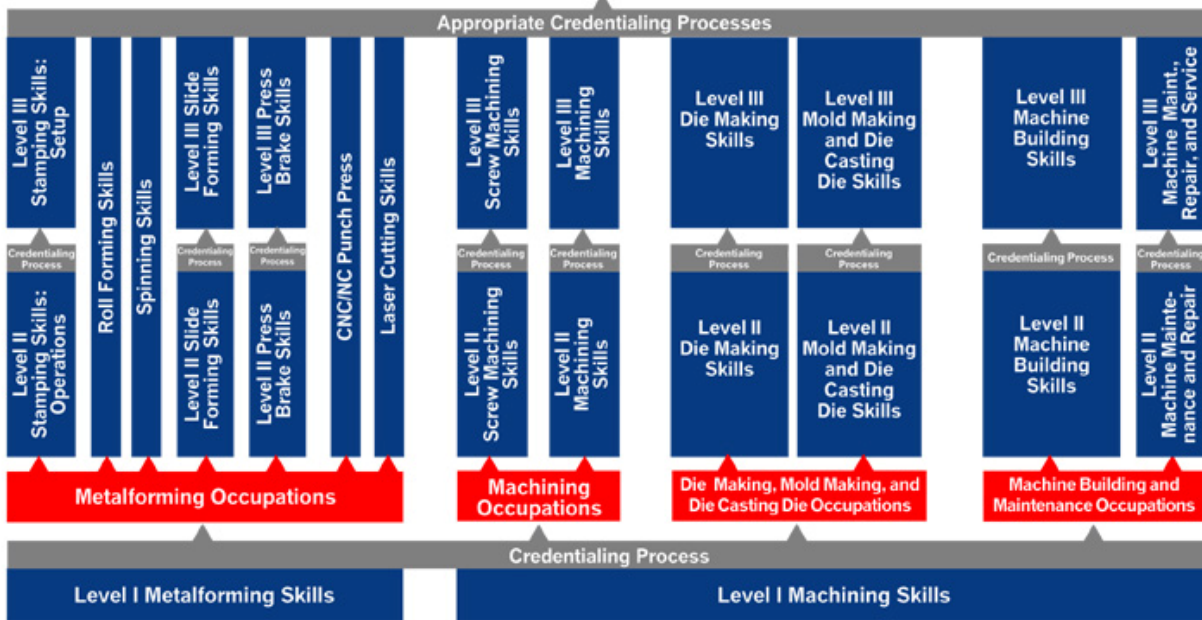 Appropriate Credentialing Processes
Level III
Stamping Skills:
Setup
Roll Forming Skills
Spinning Skills
Level III Slide
Forming Skills
Level III Press
Brake Skills
CNC/NC Punch Press
Laser Cutting Skills
Level III
Screw Machining
Skills
Level III
Machining
Skills
Level III
Die Making
Skills
Level III
Mold Making
and Die
Casting
Die Skills
Level III
Machine
Building
Skills
Level III
Machine Maint.,
Repair, and Service
Credentialing
Process
Credentialing
Process
Credentialing
Process
Credentialing
Process
Credentialing
Process
Credentialing
Process
Credentialing
Process
Credentialing Process
Credentialing
Process
Level II
Stamping Skills:
Operations
Level II Slide
Forming Skills
Level II Press
Brake Skills
Level II
Screw Machining
Skills
Level II
Machining
Skills
Level II
Die Making
Skills
Level II
Mold Making
and Die
Casting
Die Skills
Level II
Machine
Building
Skills
Level II
Machine Mainte-
nance and Repair
Metalforming Occupations
Machining
Occupations
Die Making, Mold Making, and
Die Casting Die Occupations
Machine Building and
Maintenance Occupations
Credentialing Process
Level I Metalforming Skills
Level I Machining Skills